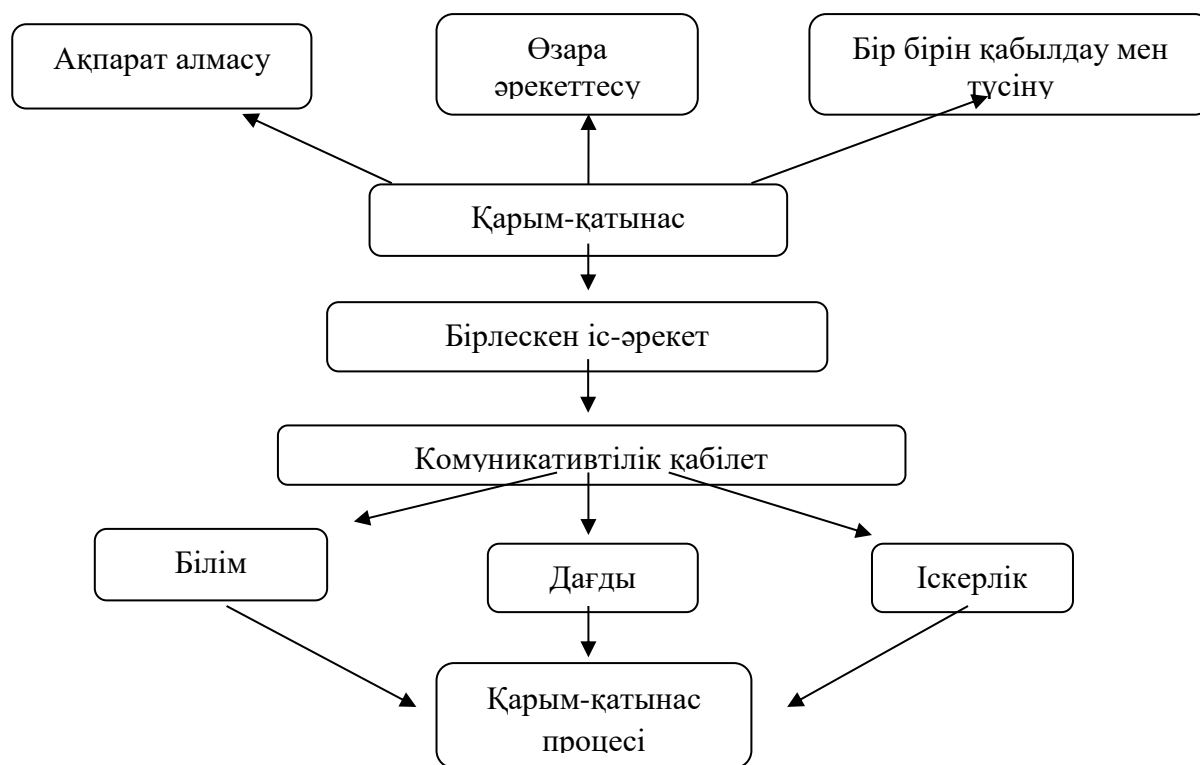 Ақпарат алмасу
Өзара
әрекеттесу
Бір бірін қабылдау мен
түсіну
Қарым-қатынас
Бірлескен іс-әрекет
Комуникативтілік қабілет
Білім
Дағды
Іскерлік
Қарым-қатынас
процесі